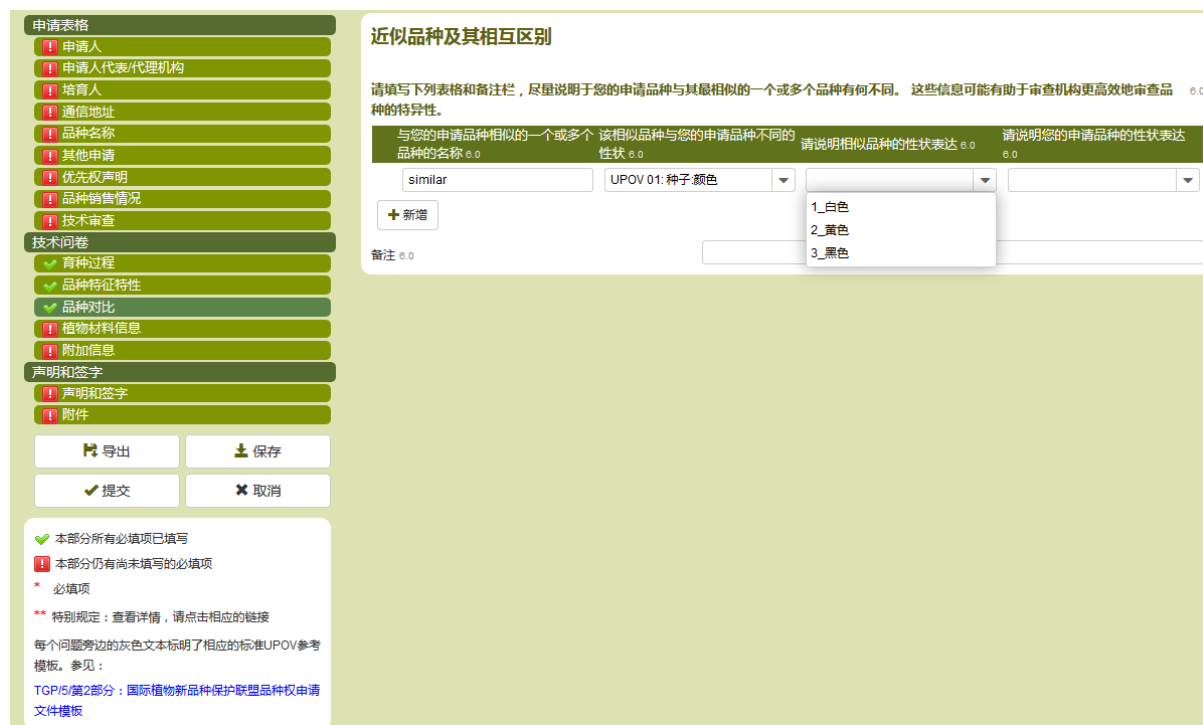 申请表格
申请人
申请人代表/代理机构
培育人
通信地址
品种名称
其他申请
优先权声明
品种销售情况
技术审查
技术问卷
育种过程
品种特征特性
品种对比
植物材料信息
附加信息
声明和签字
声明和签字
附件
导出
保存
提交
取消
本部分所有必填项已填写
本部分仍有尚未填写的必填项
* 必填项
** 特别规定：查看详情，请点击相应的链接
每个问题旁边的灰色文本标明了相应的标准UPOV参考
模板。参见：
TGP/5/第2部分：国际植物新品种保护联盟品种权申请
文件模板
近似品种及其相互区别
请填写下列表格和备注栏，尽量说明于您的申请品种与其最相似的一个或多个品种有何不同。 这些信息可能有助于审查机构更高效地审查品 6.0
种的特异性。
与您的申请品种相似的一个或多个
品种的名称 6.0
该相似品种与您的申请品种不同的
性状 6.0
请说明相似品种的性状表达 6.0
请说明您的申请品种的性状表达
6.0
similar
UPOV 01: 种子:颜色
1_白色
2_黄色
3_黑色
新增
备注 6.0